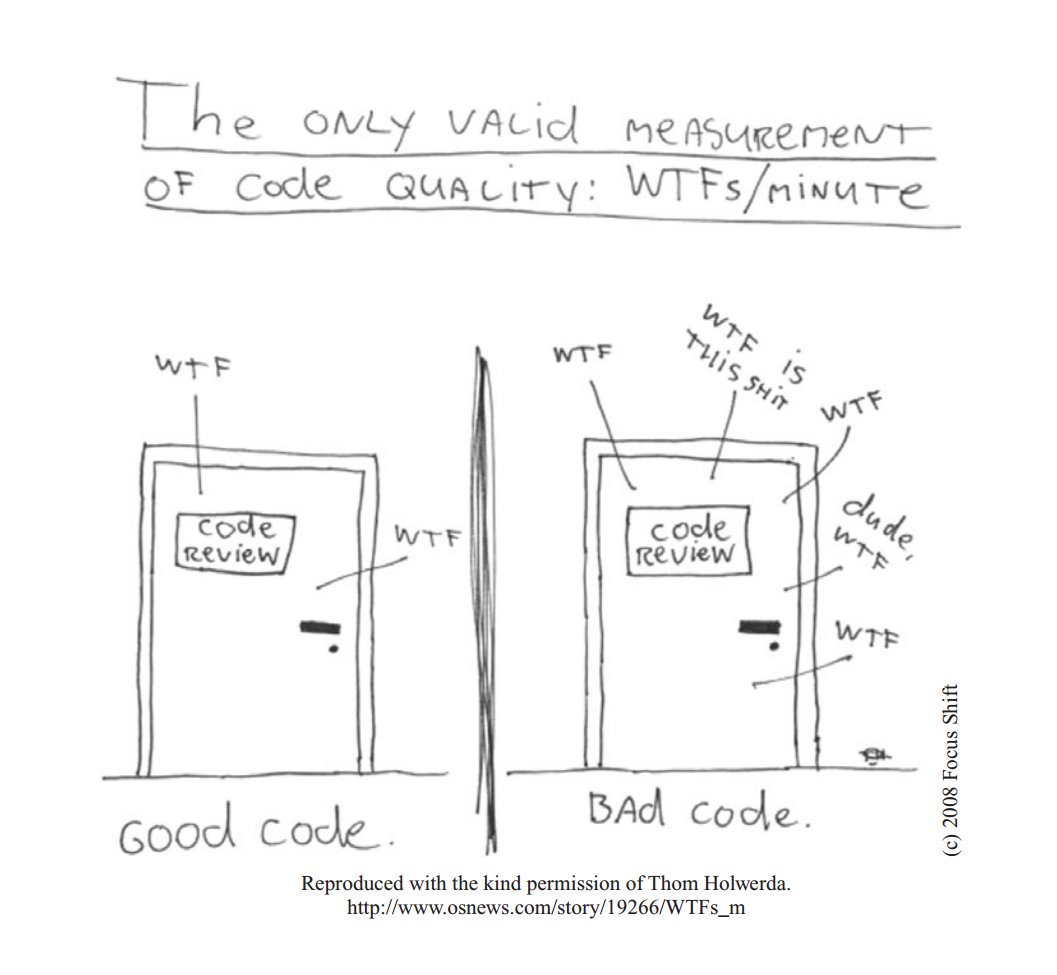 The ONLY VALid MEASUREMENT
OF Code QUALITY: WTFs/MINUTE
WTF
code
REVIEW
WTF
Good code.
WTF
WTF is
THIS SHIT
WTF
code
REVIEW
dude,
WTF
WTF
BAd code.
(c) 2008 Focus Shift
Reproduced with the kind permission of Thom Holwerda.
http://www.osnews.com/story/19266/WTFs_m